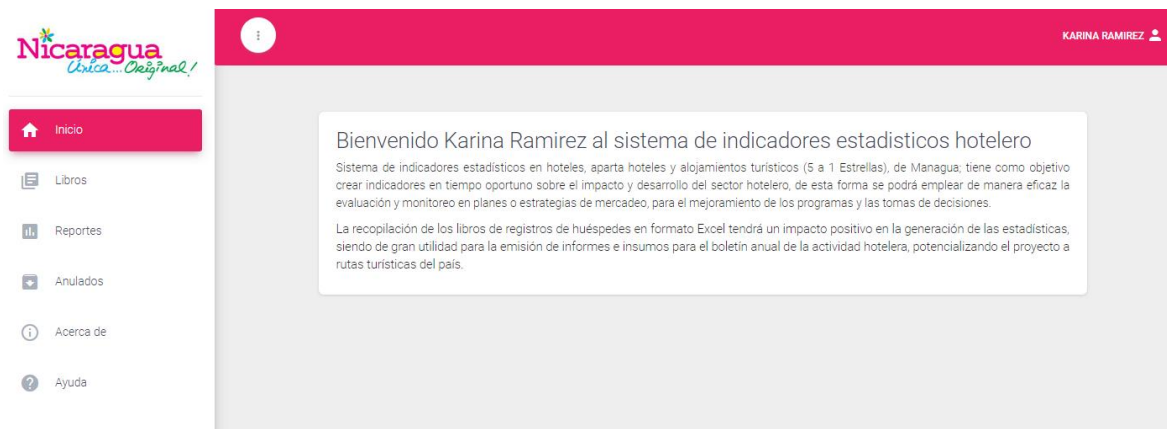 Nicaragua
Única... Original!
KARINA RAMIREZ
Inicio
Libros
Reportes
Anulados
Acerca de
Ayuda
Bienvenido Karina Ramirez al sistema de indicadores estadisticos hotelero
Sistema de indicadores estadísticos en hoteles, aparta hoteles y alojamientos turísticos (5 a 1 Estrellas), de Managua; tiene como objetivo
crear indicadores en tiempo oportuno sobre el impacto y desarrollo del sector hotelero, de esta forma se podrá emplear de manera eficaz la
evaluación y monitoreo en planes o estrategias de mercadeo, para el mejoramiento de los programas y las tomas de decisiones.
La recopilación de los libros de registros de huéspedes en formato Excel tendrá un impacto positivo en la generación de las estadísticas,
siendo de gran utilidad para la emisión de informes e insumos para el boletín anual de la actividad hotelera, potencializando el proyecto a
rutas turísticas del país.